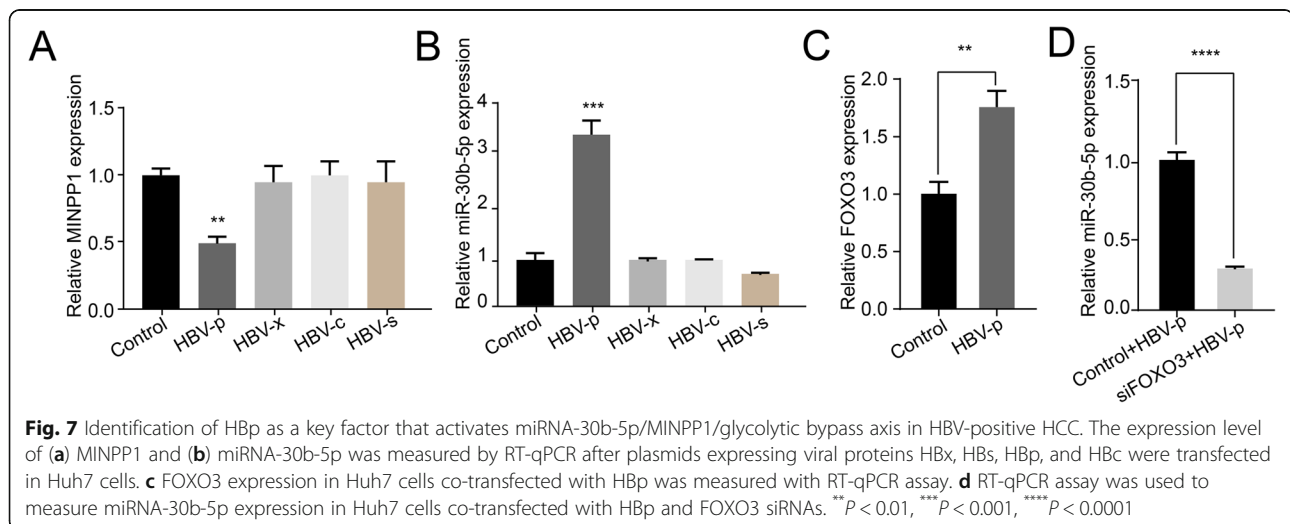 A
Relative MINPP1 expression
1.5
1.0
0.5
0.0
**
Control
HBV-p
HBV-x
HBV-c
HBV-s
B
Relative miR-30b-5p expression
4
3
2
1
0
***
Control
HBV-p
HBV-x
HBV-c
HBV-s
C
Relative FOXO3 expression
2.0
1.5
1.0
0.5
0.0
**
Control
HBV-p
D
Relative miR-30b-5p expression
1.5
1.0
0.5
0.0
****
Control+HBV-p
siFOXO3+HBV-p
Fig. 7 Identification of HBp as a key factor that activates miRNA-30b-5p/MINPP1/glycolytic bypass axis in HBV-positive HCC. The expression level
of (a) MINPP1 and (b) miRNA-30b-5p was measured by RT-qPCR after plasmids expressing viral proteins HBx, HBs, HBp, and HBc were transfected
in Huh7 cells. c FOXO3 expression in Huh7 cells co-transfected with HBp was measured with RT-qPCR assay. d RT-qPCR assay was used to
measure miRNA-30b-5p expression in Huh7 cells co-transfected with HBp and FOXO3 siRNAs. **P < 0.01, ***P < 0.001, ****P < 0.0001